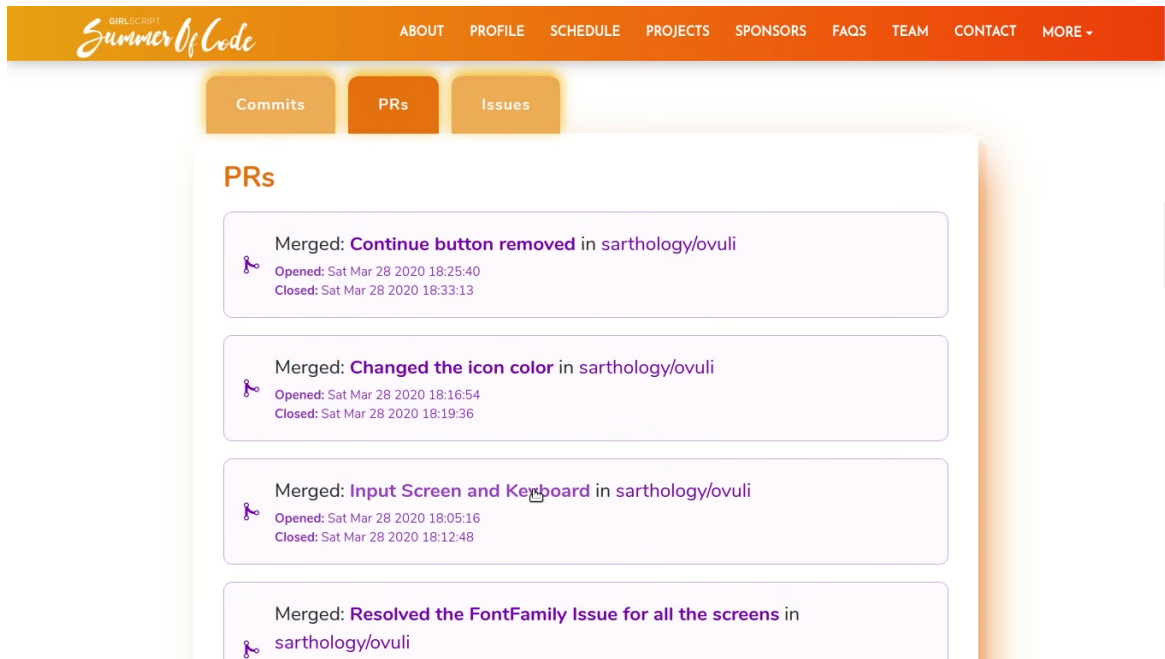 GIRLSCRIPT
Summer Of Code
ABOUT PROFILE SCHEDULE PROJECTS SPONSORS FAQS TEAM CONTACT MORE
Commits PRs Issues
PRs
Merged: Continue button removed in sarthology/ovuli
Opened: Sat Mar 28 2020 18:25:40
Closed: Sat Mar 28 2020 18:33:13
Merged: Changed the icon color in sarthology/ovuli
Opened: Sat Mar 28 2020 18:16:54
Closed: Sat Mar 28 2020 18:19:36
Merged: Input Screen and Keyboard in sarthology/ovuli
Opened: Sat Mar 28 2020 18:05:16
Closed: Sat Mar 28 2020 18:12:48
Merged: Resolved the FontFamily Issue for all the screens in
sarthology/ovuli